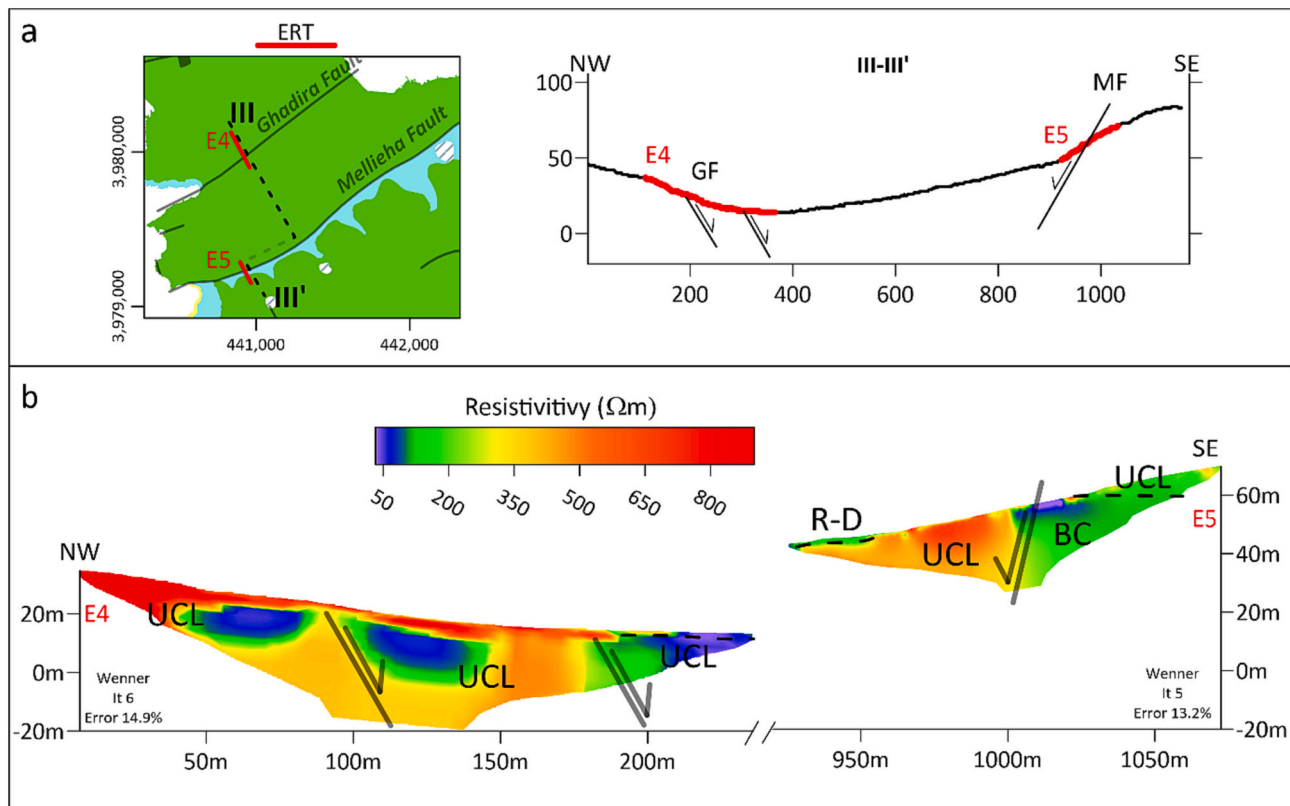 a
ERT
III
Ghadira Fault
E4
Mellieha Fault
E5
III'
3,980,000
3,979,000
441,000
442,000
NW
III-III'
SE
MF
100
E5
E4
50
GF
0
200
400
600
800
1000
b
Resistivitivy (Ωm)
50
200
350
500
650
800
SE
UCL
60m
R-D
E5
BC
UCL
40m
NW
20m
20m
E4
UCL
UCL
UCL
0m
0m
Wenner
It 6
Error 14.9%
Wenner
It 5
Error 13.2%
-20m
-20m
50m
100m
150m
200m
950m
1000m
1050m